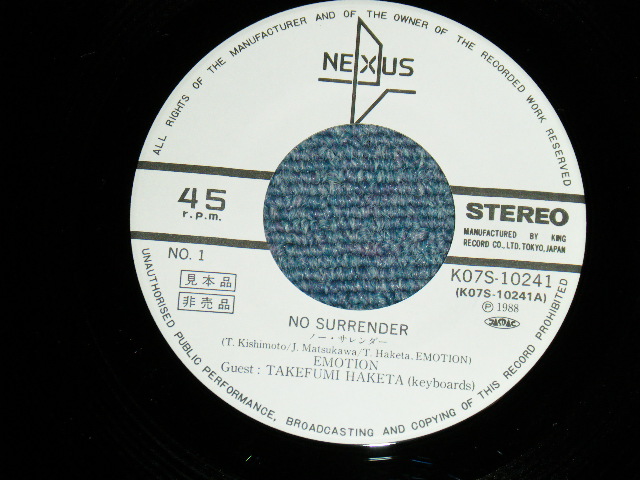 ALL RIGHTS OF THE MANUFACTURER AND OF THE OWNER OF THE RECORDED WORK RESERVED
NEXUS
45
r.p.m.
STEREO
MANUFACTURED BY KING
RECORD CO., LTD. TOKYO, JAPAN
NO. 1
見本品
非売品
K07S-10241
(K07S-10241A)
Ⓟ 1988
NO SURRENDER
ノー・サレンダー
(T. Kishimoto/J. Matsukawa/T. Haketa. EMOTION)
EMOTION
Guest : TAKEFUMI HAKETA (keyboards)
UNAUTHORISED PUBLIC PERFORMANCE, BROADCASTING AND COPYING OF THIS RECORD PROHIBITED